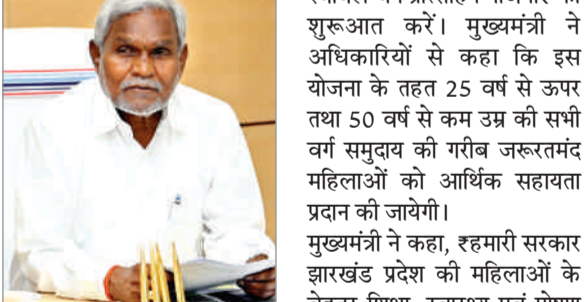 शुरूआत करें। मुख्यमंत्री ने
अधिकारियों से कहा कि इस
योजना के तहत 25 वर्ष से ऊपर
तथा 50 वर्ष से कम उम्र की सभी
वर्ग समुदाय की गरीब जरूरतमंद
महिलाओं को आर्थिक सहायता
प्रदान की जायेगी।
मुख्यमंत्री ने कहा, ₹हमारी सरकार
झारखंड प्रदेश की महिलाओं के